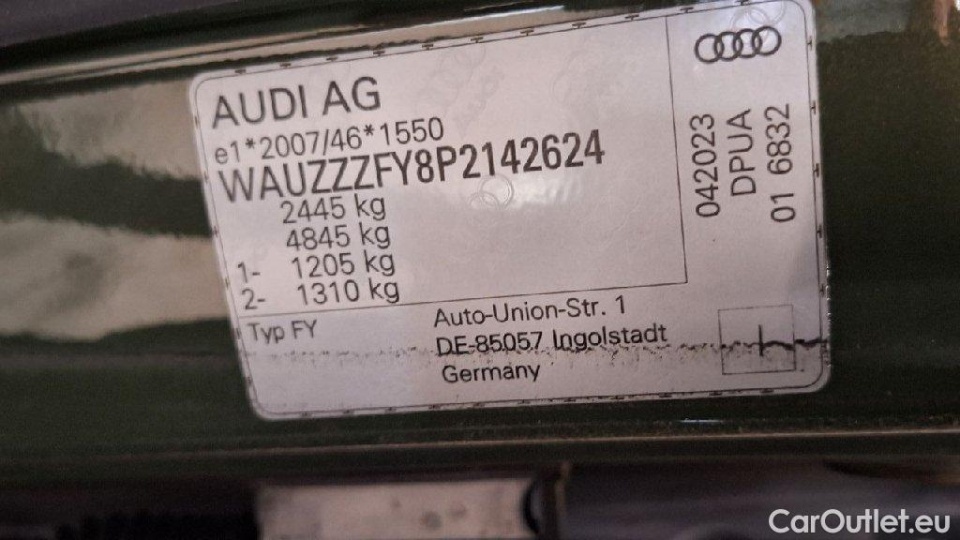 AUDI AG
e1*2007/46*1550
WAUZZZFY8P2142624
2445 kg
4845 kg
1- 1205 kg
2- 1310 kg
Typ FY
Auto-Union-Str. 1
DE-85057 Ingolstadt
Germany
042023
DPUA
01 6832
CarOutlet.eu